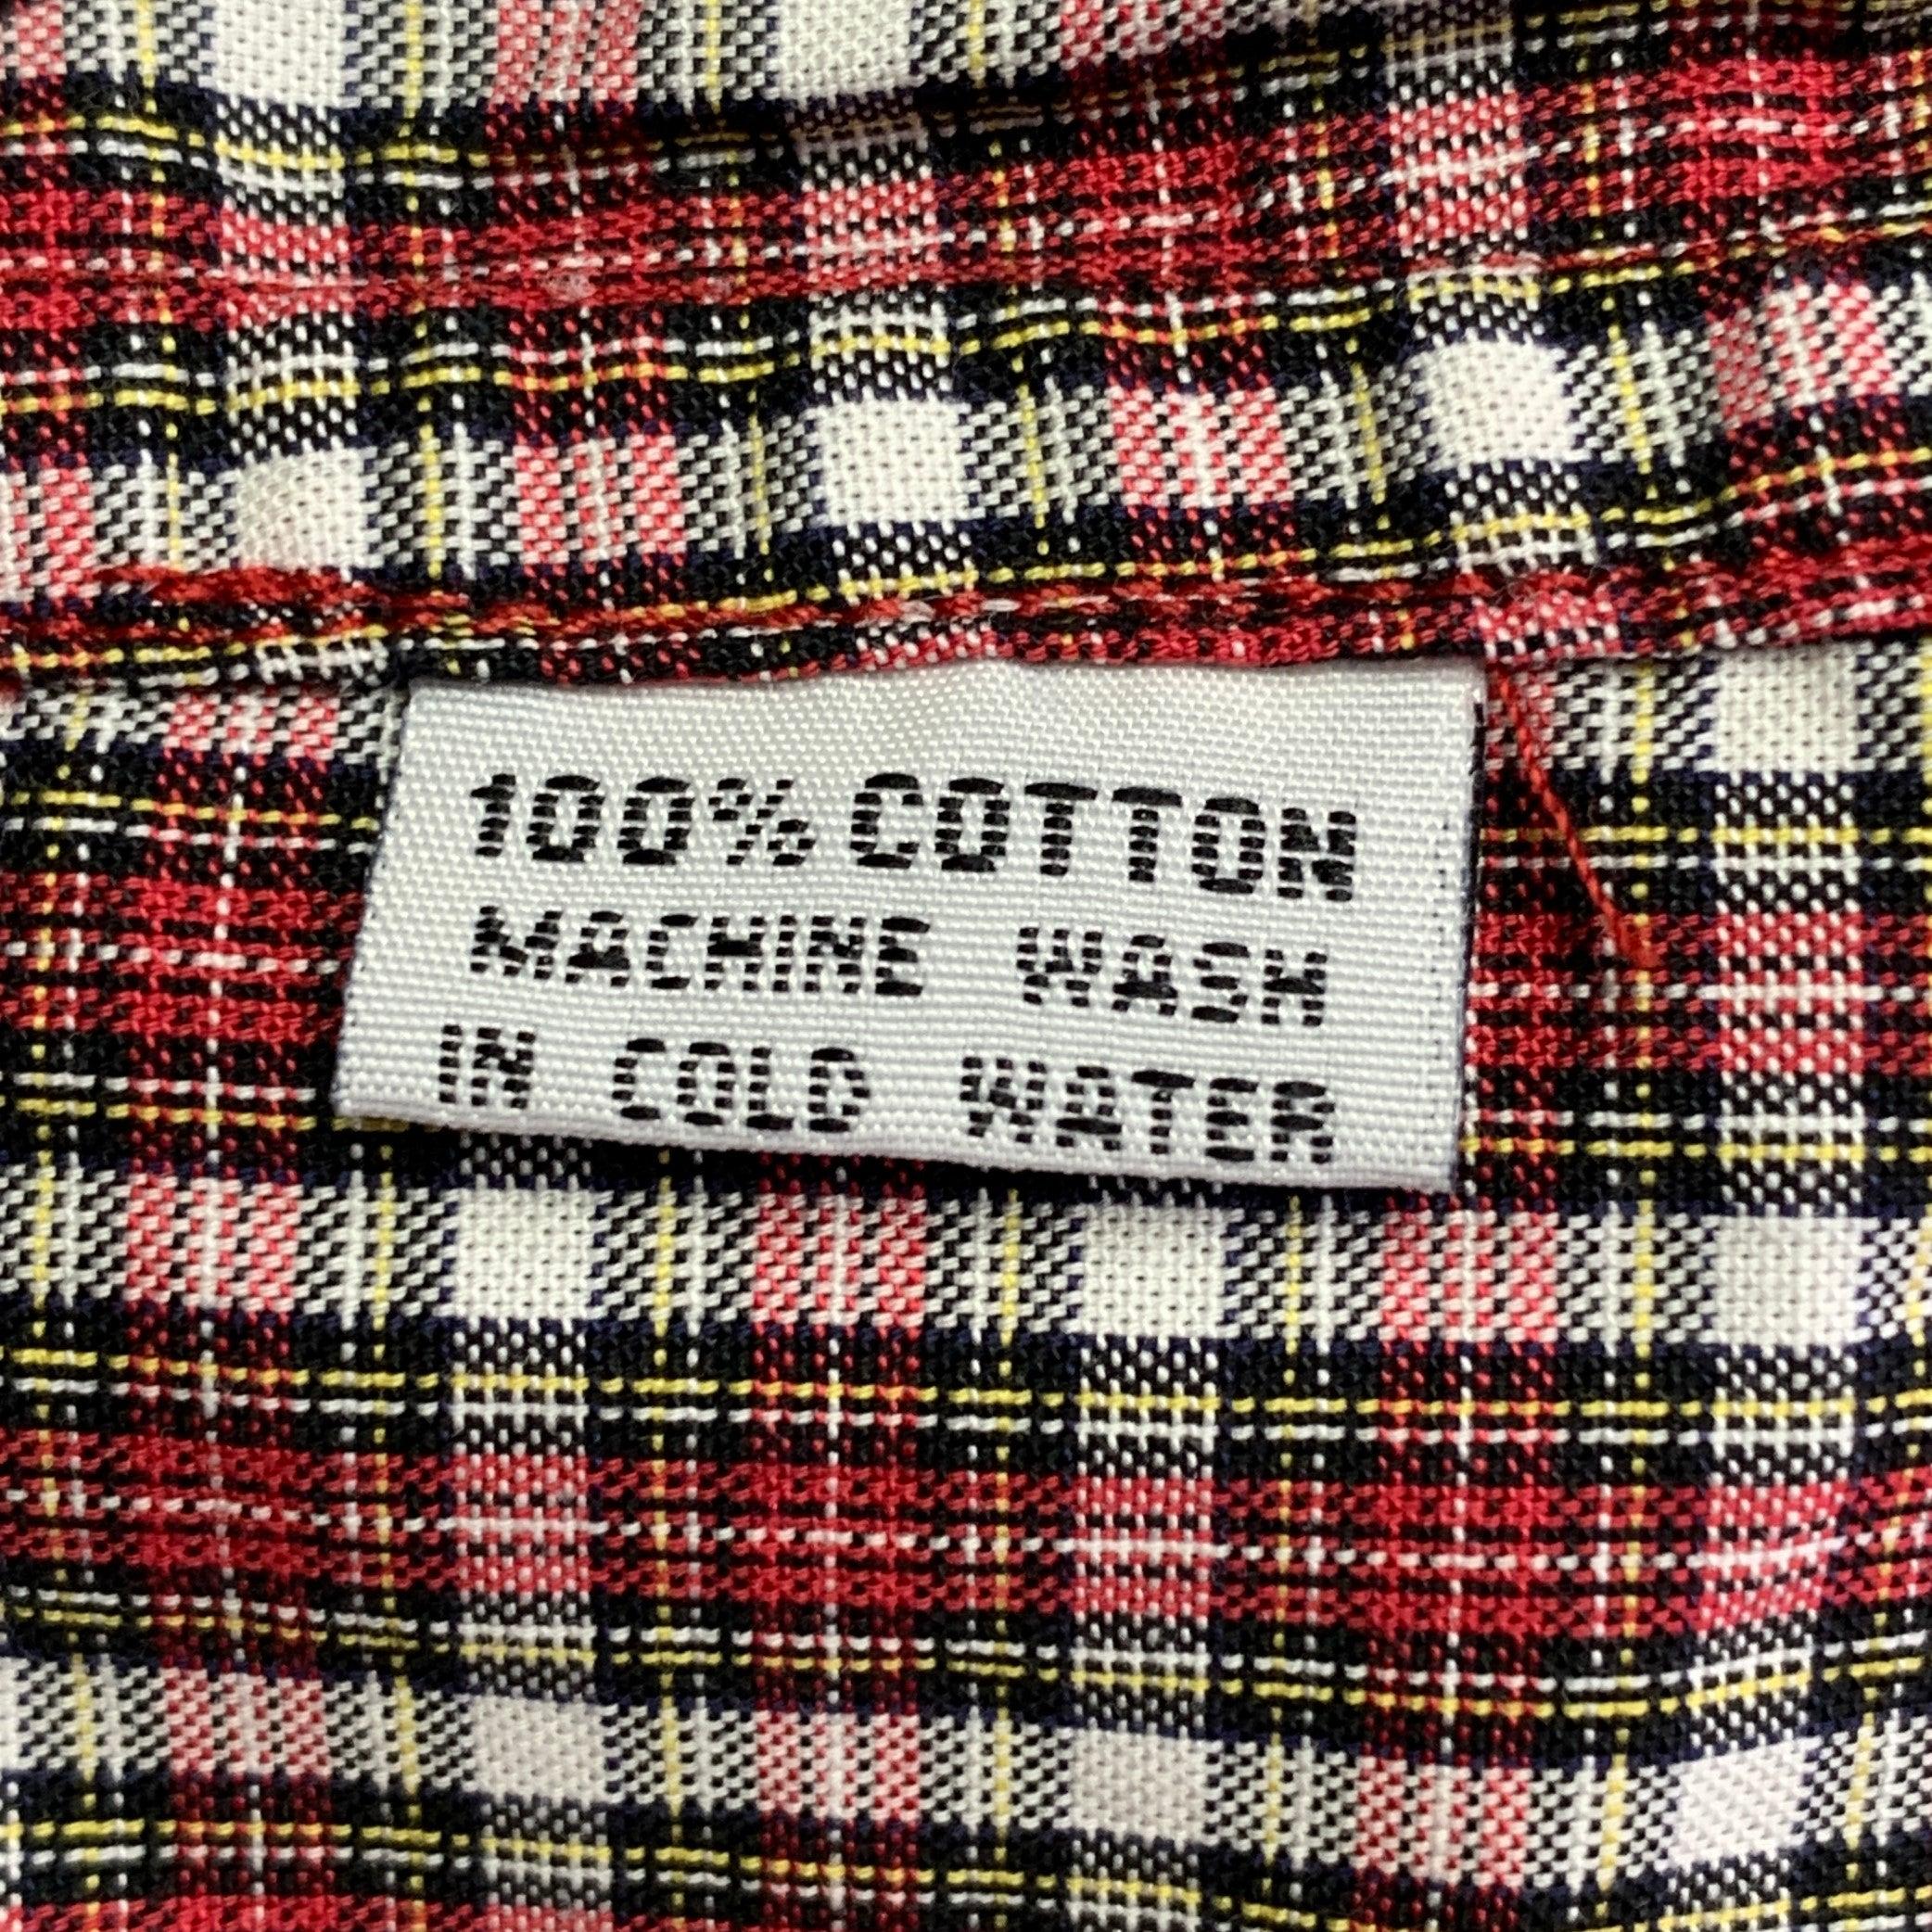 100% COTTON
MACHINE WASH
IN COLD WATER